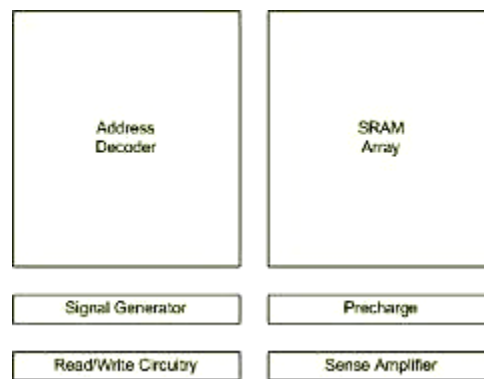 Address
Decoder
SRAM
Array
Signal Generator
Precharge
Read/Write Circuitry
Sense Amplifier